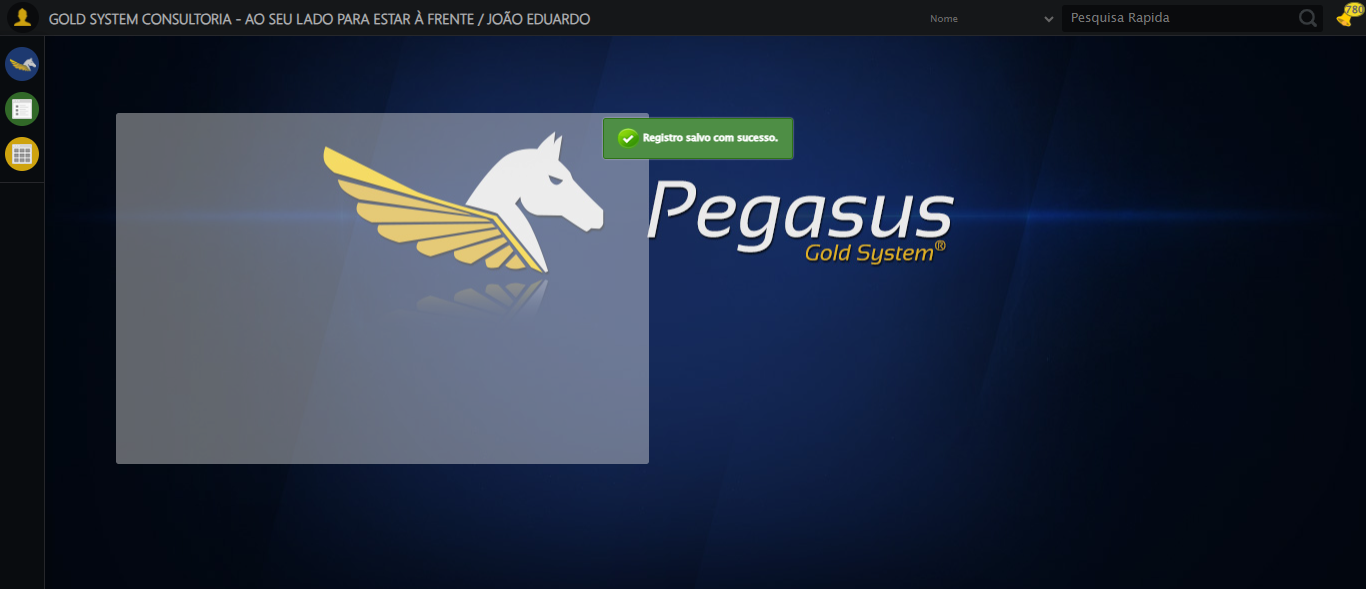 GOLD SYSTEM CONSULTORIA - AO SEU LADO PARA ESTAR À FRENTE / JOÃO EDUARDO
Nome
Pesquisa Rapida
780
Registro salvo com sucesso.
Pegasus
Gold System®